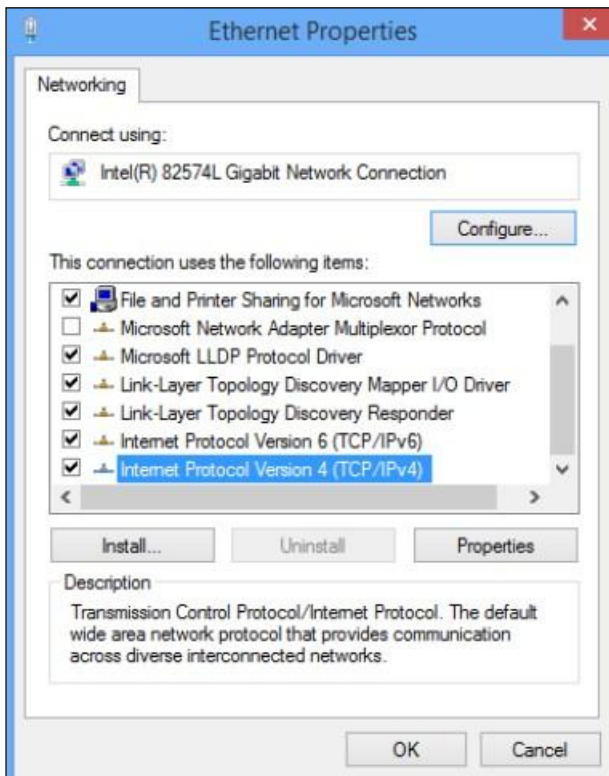 Ethernet Properties
Networking
Connect using:
Intel(R) 82574L Gigabit Network Connection
Configure...
This connection uses the following items:
File and Printer Sharing for Microsoft Networks
Microsoft Network Adapter Multiplexor Protocol
Microsoft LLDP Protocol Driver
Link-Layer Topology Discovery Mapper I/O Driver
Link-Layer Topology Discovery Responder
Internet Protocol Version 6 (TCP/IPv6)
Internet Protocol Version 4 (TCP/IPv4)
Install... Uninstall Properties
Description
Transmission Control Protocol/Internet Protocol. The default
wide area network protocol that provides communication
across diverse interconnected networks.
OK Cancel